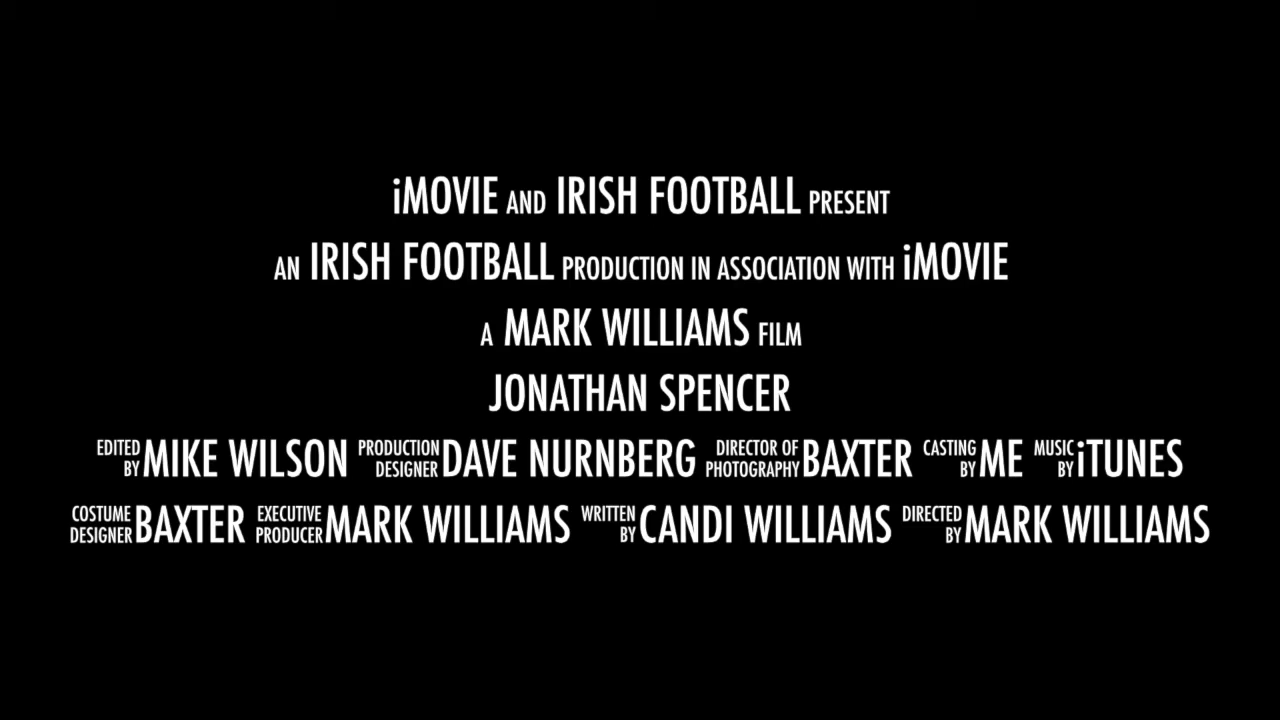 iMOVIE AND IRISH FOOTBALL PRESENT
AN IRISH FOOTBALL PRODUCTION IN ASSOCIATION WITH iMOVIE
A MARK WILLIAMS FILM
JONATHAN SPENCER
EDITED BY MIKE WILSON PRODUCTION DESIGNER DAVE NURNBERG DIRECTOR OF PHOTOGRAPHY BAXTER CASTING BY ME MUSIC BY iTUNES
COSTUME DESIGNER BAXTER EXECUTIVE PRODUCER MARK WILLIAMS WRITTEN BY CANDI WILLIAMS DIRECTED BY MARK WILLIAMS